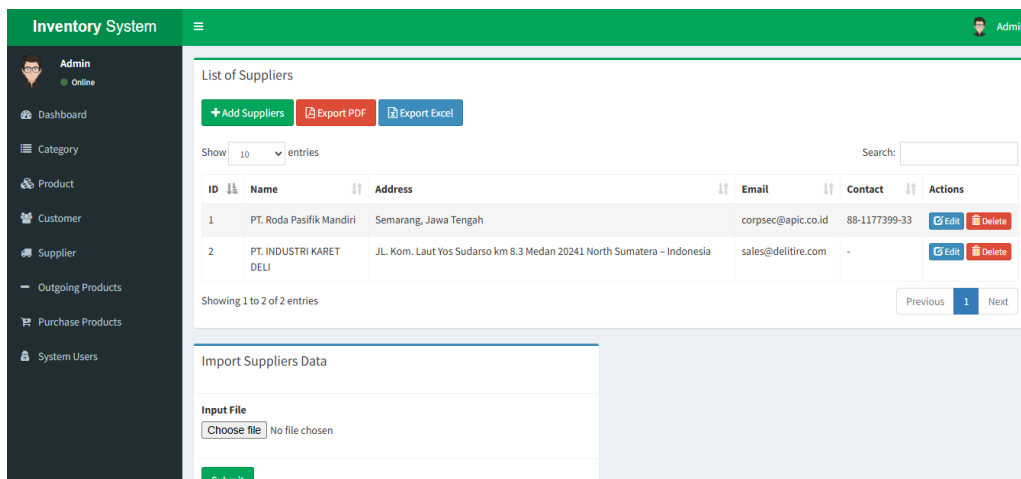 Inventory System
Admi
Admin
Online
Dashboard
Category
Product
Customer
Supplier
Outgoing Products
Purchase Products
System Users
List of Suppliers
Add Suppliers Export PDF Export Excel
Show 10 entries Search:
ID Name Address Email Contact Actions
1 PT. Roda Pasifik Mandiri Semarang, Jawa Tengah corpsec@apic.co.id 88-1177399-33 Edit Delete
2 PT. INDUSTRI KARET JL. Kom. Laut Yos Sudarso km 8.3 Medan 20241 North Sumatera – Indonesia sales@delitire.com - Edit Delete
DELI
Showing 1 to 2 of 2 entries Previous 1 Next
Import Suppliers Data
Input File
Choose file No file chosen
Submit